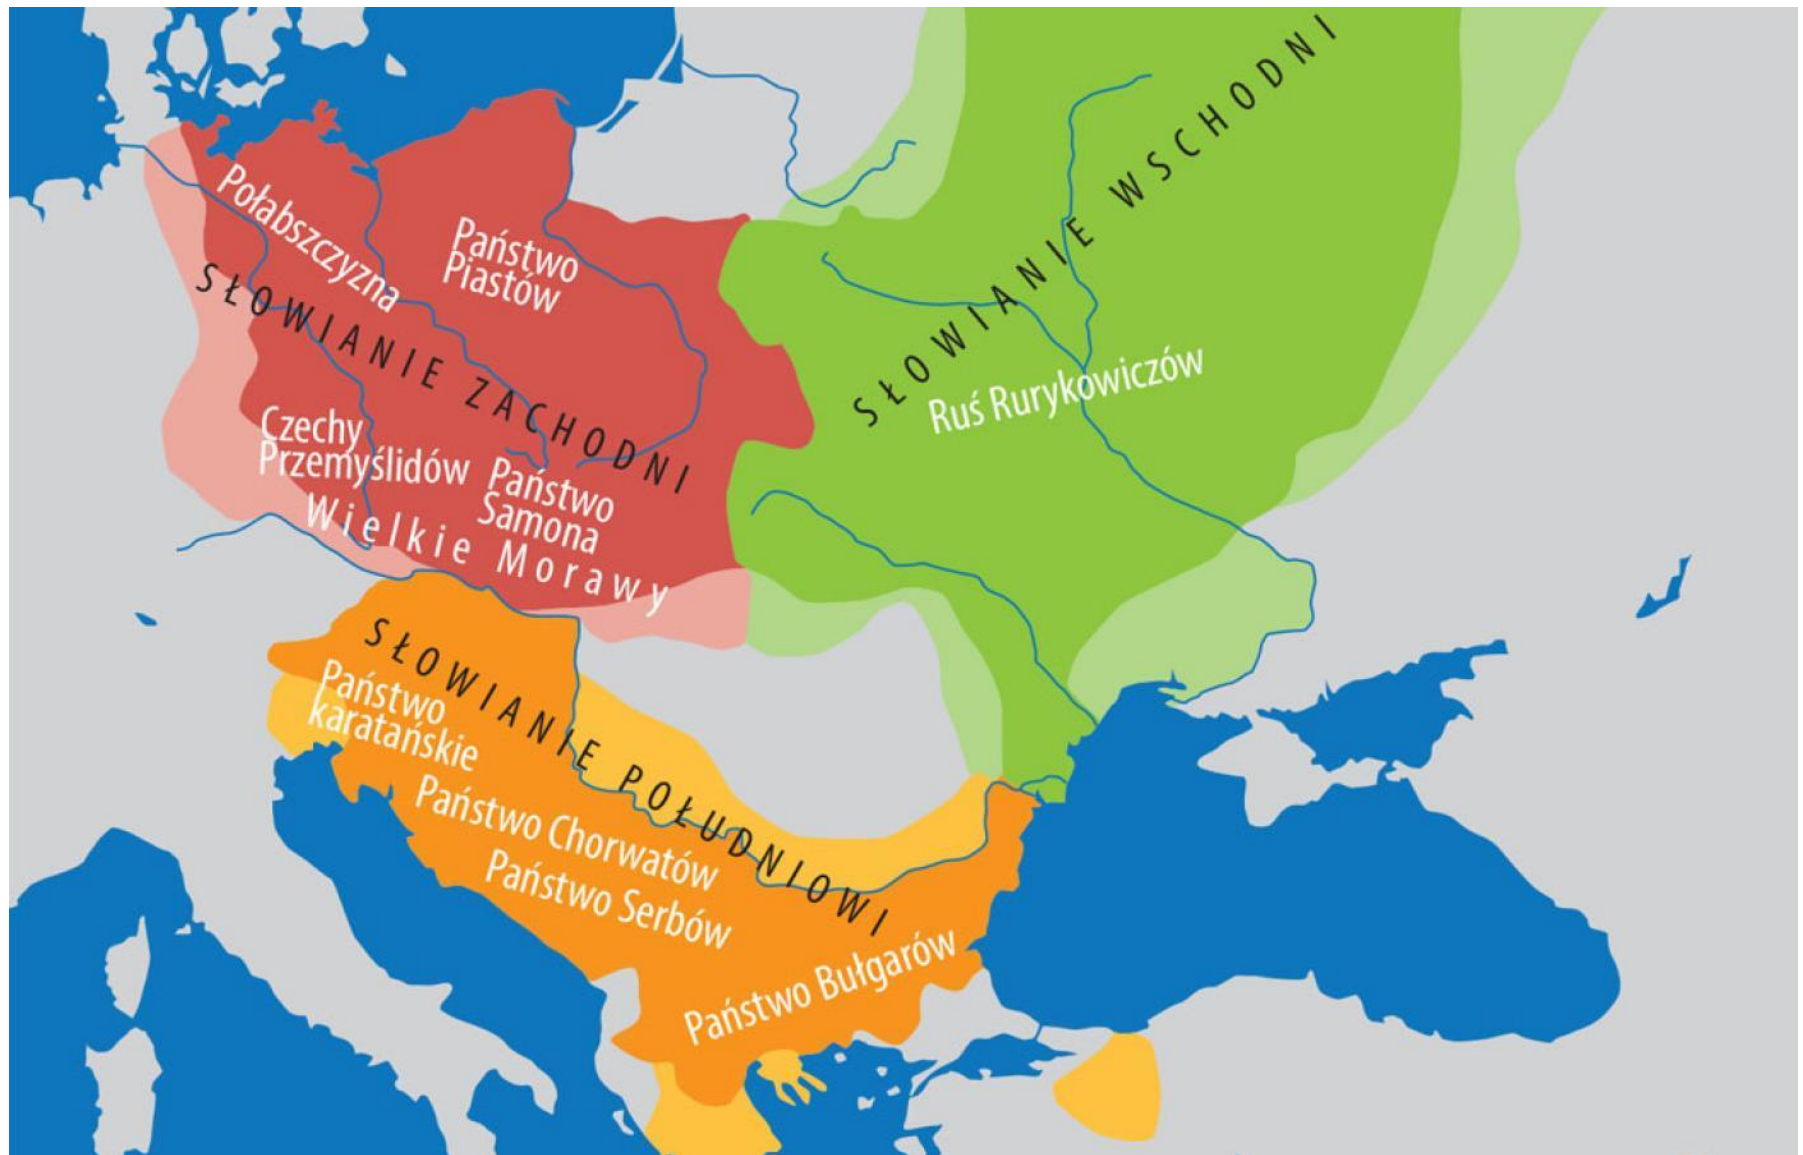 SŁOWIANIE WSCHODNI
Połabszczyzna
Państwo
Piastów
SŁOWIANIE ZACHODNI
Ruś Rurykowiczów
Czechy
Przemyślidów
Państwo
Samona
Wielkie Morawy
SŁOWIANIE POŁUDNIOWI
Państwo
karatańskie
Państwo Chorwatów
Państwo Serbów
Państwo Bułgarów